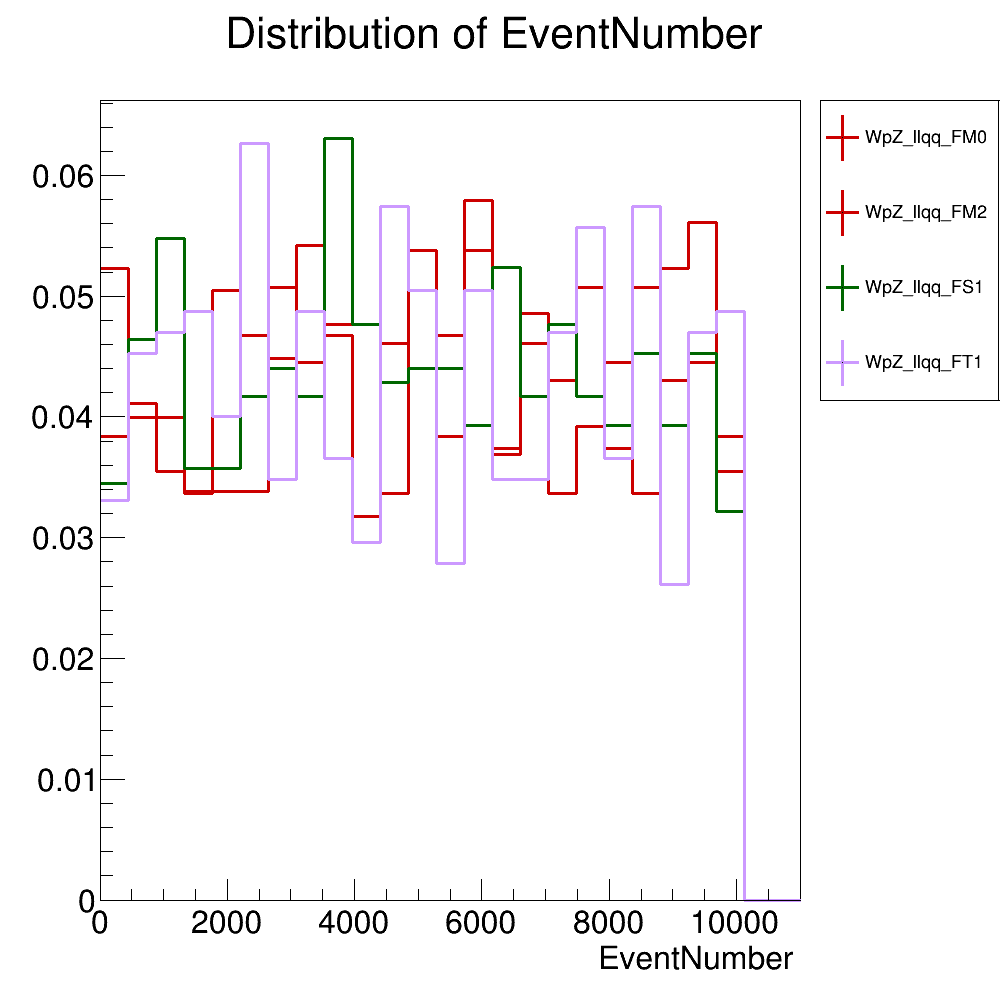 Distribution of EventNumber
WpZ_llqq_FM0
WpZ_llqq_FM2
WpZ_llqq_FS1
WpZ_llqq_FT1
0.06
0.05
0.04
0.03
0.02
0.01
0
0 2000 4000 6000 8000 10000
EventNumber